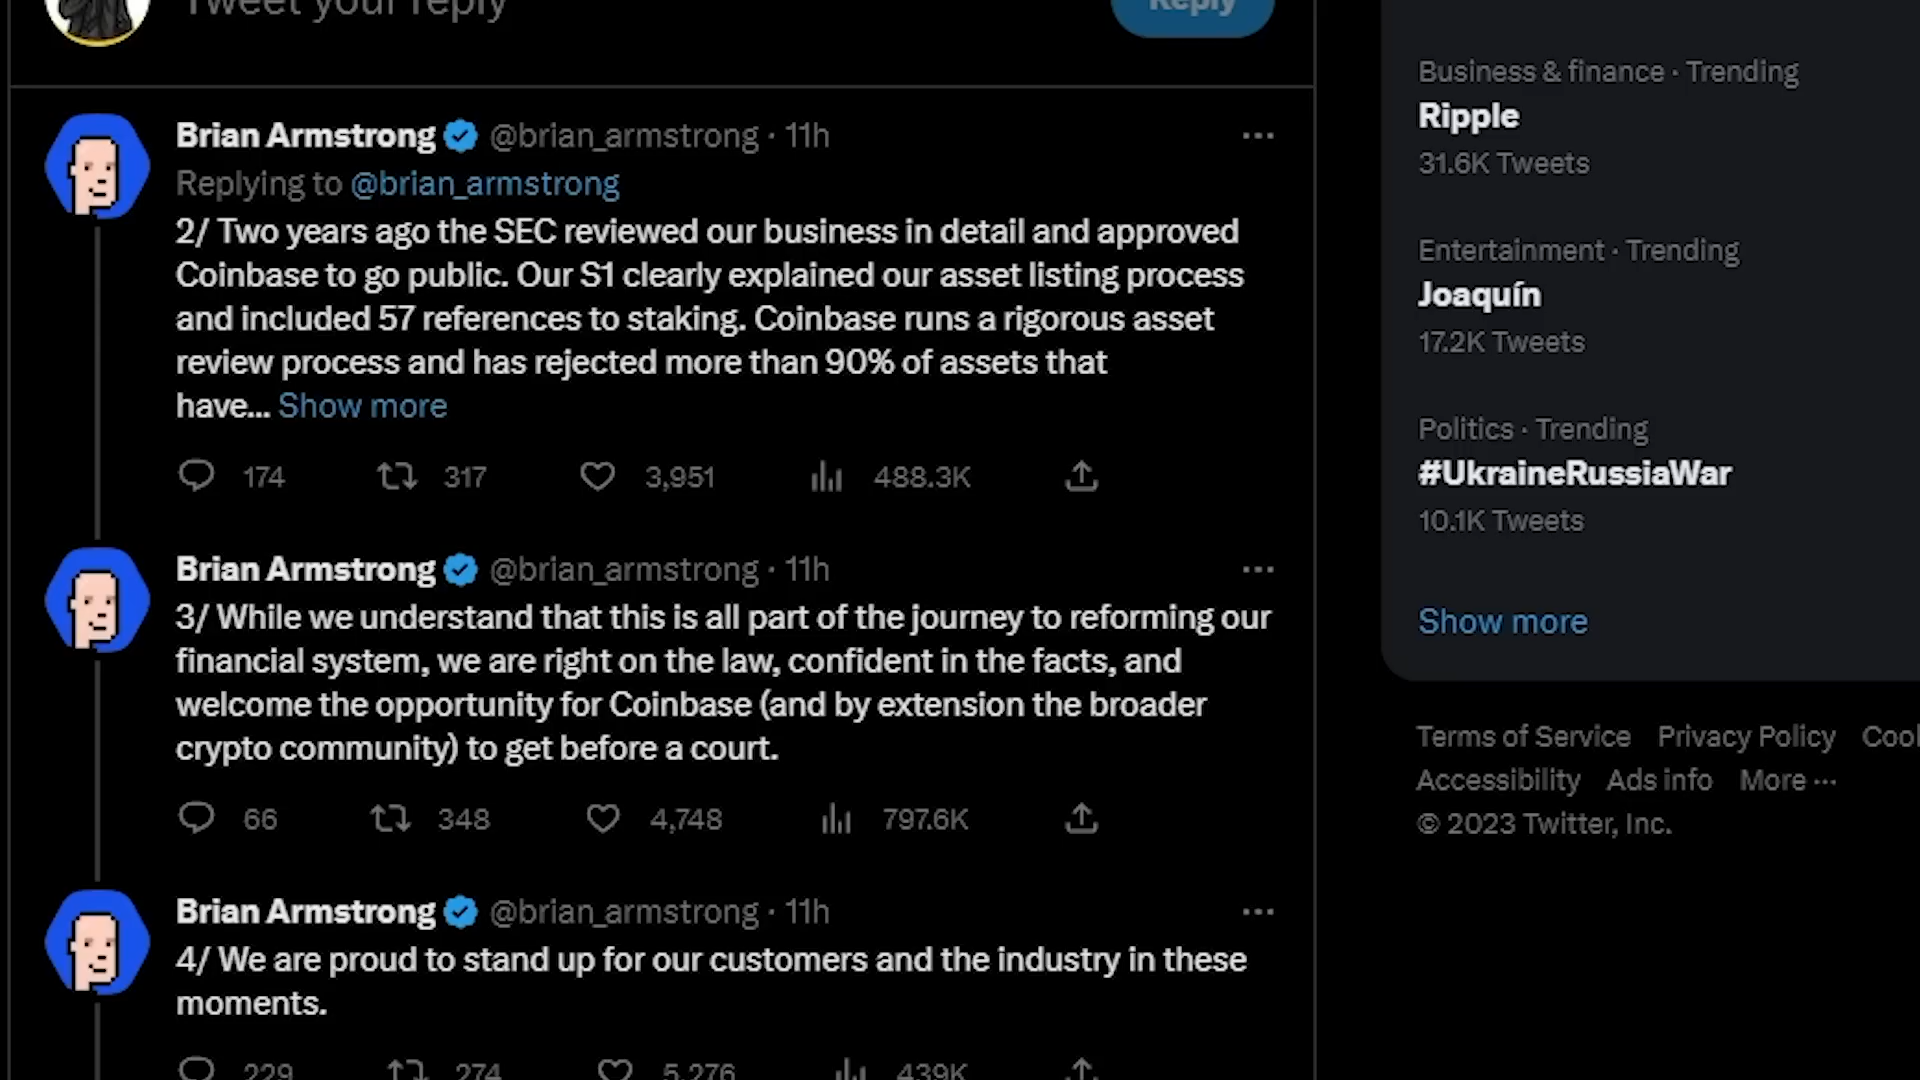 Tweet your reply
Reply
Brian Armstrong @brian_armstrong · 11h
Replying to @brian_armstrong
2/ Two years ago the SEC reviewed our business in detail and approved
Coinbase to go public. Our S1 clearly explained our asset listing process
and included 57 references to staking. Coinbase runs a rigorous asset
review process and has rejected more than 90% of assets that
have... Show more
174 317 3,951 488.3K
Brian Armstrong @brian_armstrong · 11h
3/ While we understand that this is all part of the journey to reforming our
financial system, we are right on the law, confident in the facts, and
welcome the opportunity for Coinbase (and by extension the broader
crypto community) to get before a court.
66 348 4,748 797.6K
Brian Armstrong @brian_armstrong · 11h
4/ We are proud to stand up for our customers and the industry in these
moments.
229 274 5,276 439K
Business & finance · Trending
Ripple
31.6K Tweets
Entertainment · Trending
Joaquín
17.2K Tweets
Politics · Trending
#UkraineRussiaWar
10.1K Tweets
Show more
Terms of Service Privacy Policy
Accessibility Ads info More ···
© 2023 Twitter, Inc.